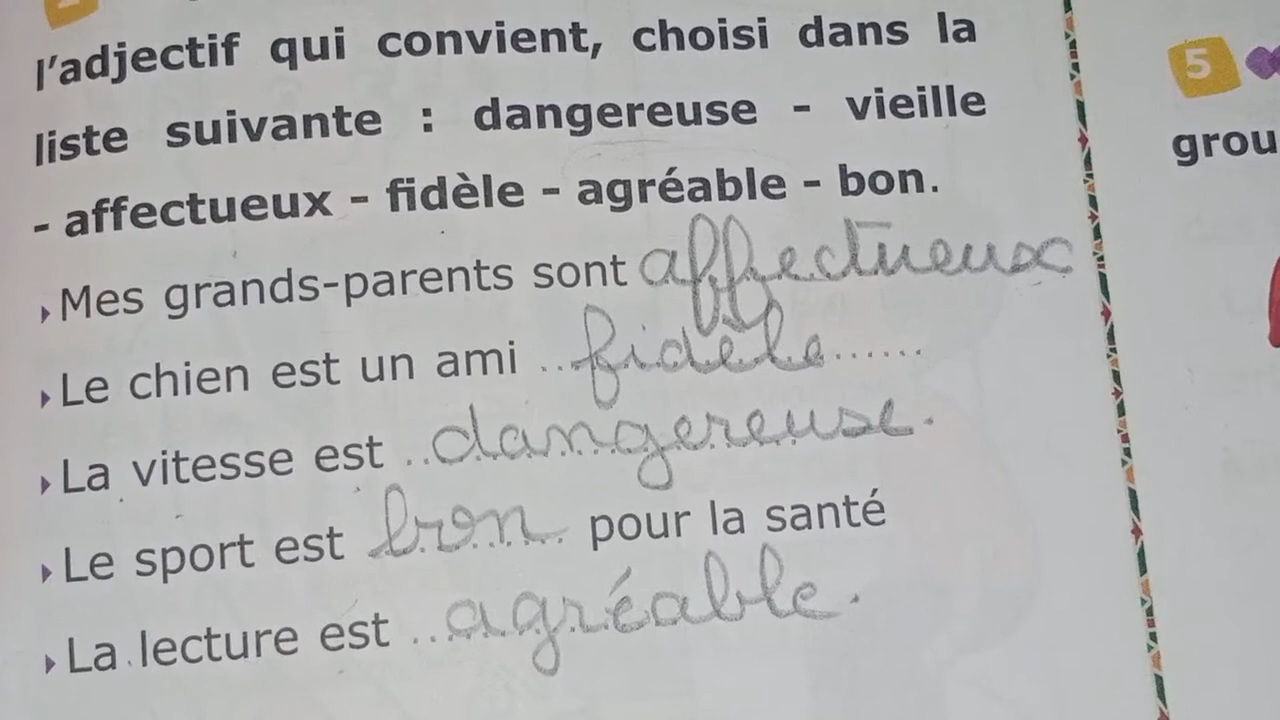 l'adjectif qui convient, choisi dans la
liste suivante : dangereuse - vieille
- affectueux - fidèle - agréable - bon.
Mes grands-parents sont affectueux
Le chien est un ami ..fidèle......
La vitesse est ..dangereuse.
Le sport est bon pour la santé
La lecture est ..agréable.
5
grou